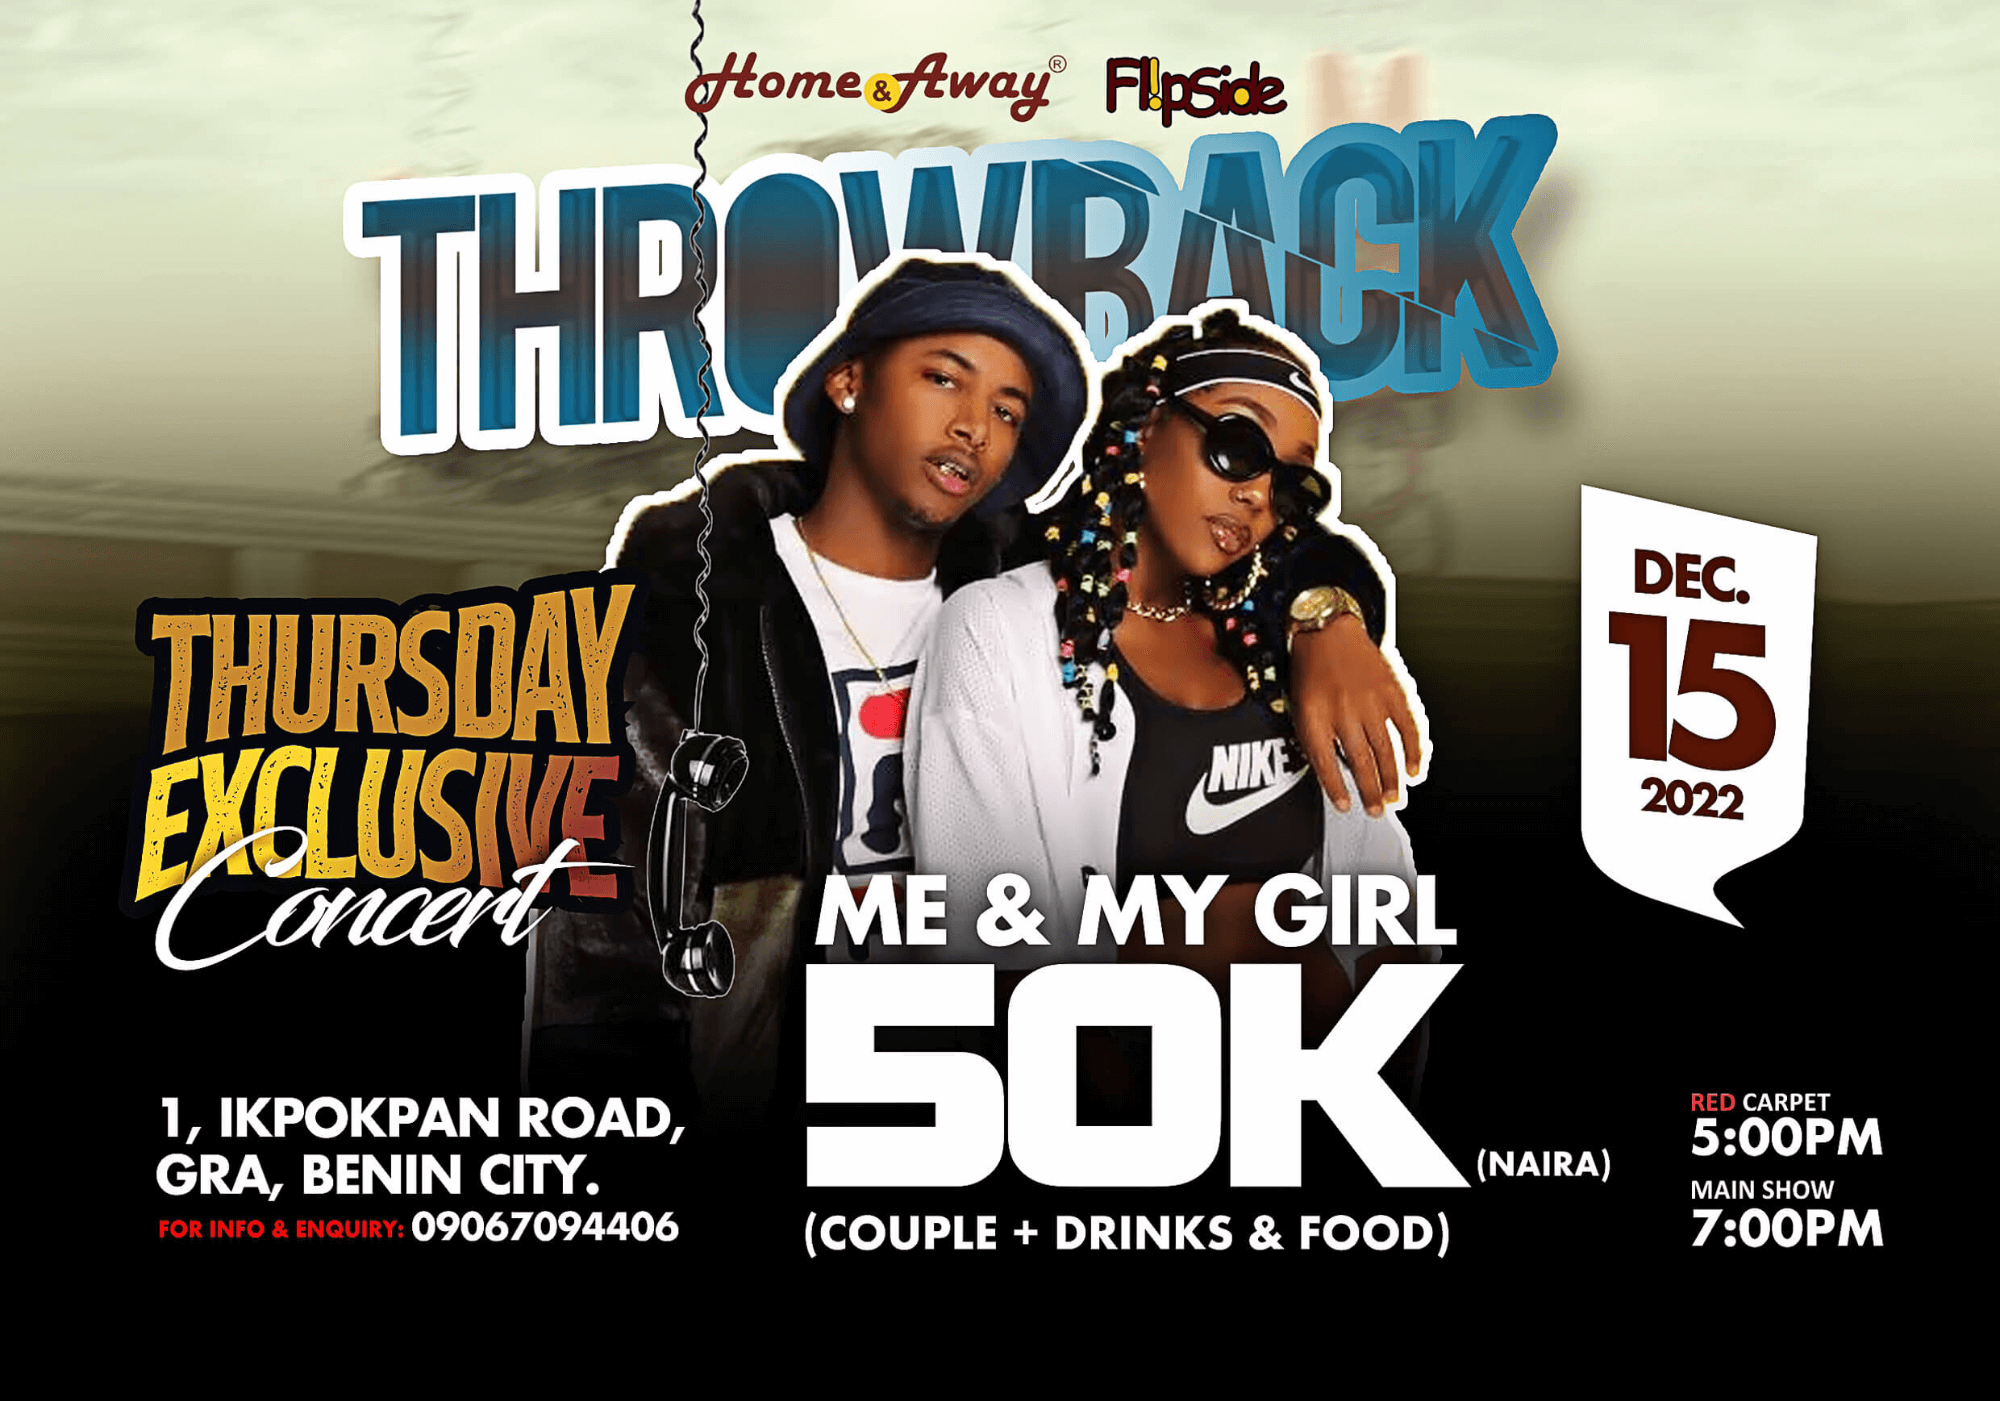 Home & Away®
Fl!pSide
THROWBACK
THURSDAY
EXCLUSIVE
Concert
NIKE
DEC.
15
2022
ME & MY GIRL
50K
(NAIRA)
(COUPLE + DRINKS & FOOD)
1, IKPOKPAN ROAD,
GRA, BENIN CITY.
FOR INFO & ENQUIRY: 09067094406
RED CARPET
5:00PM
MAIN SHOW
7:00PM